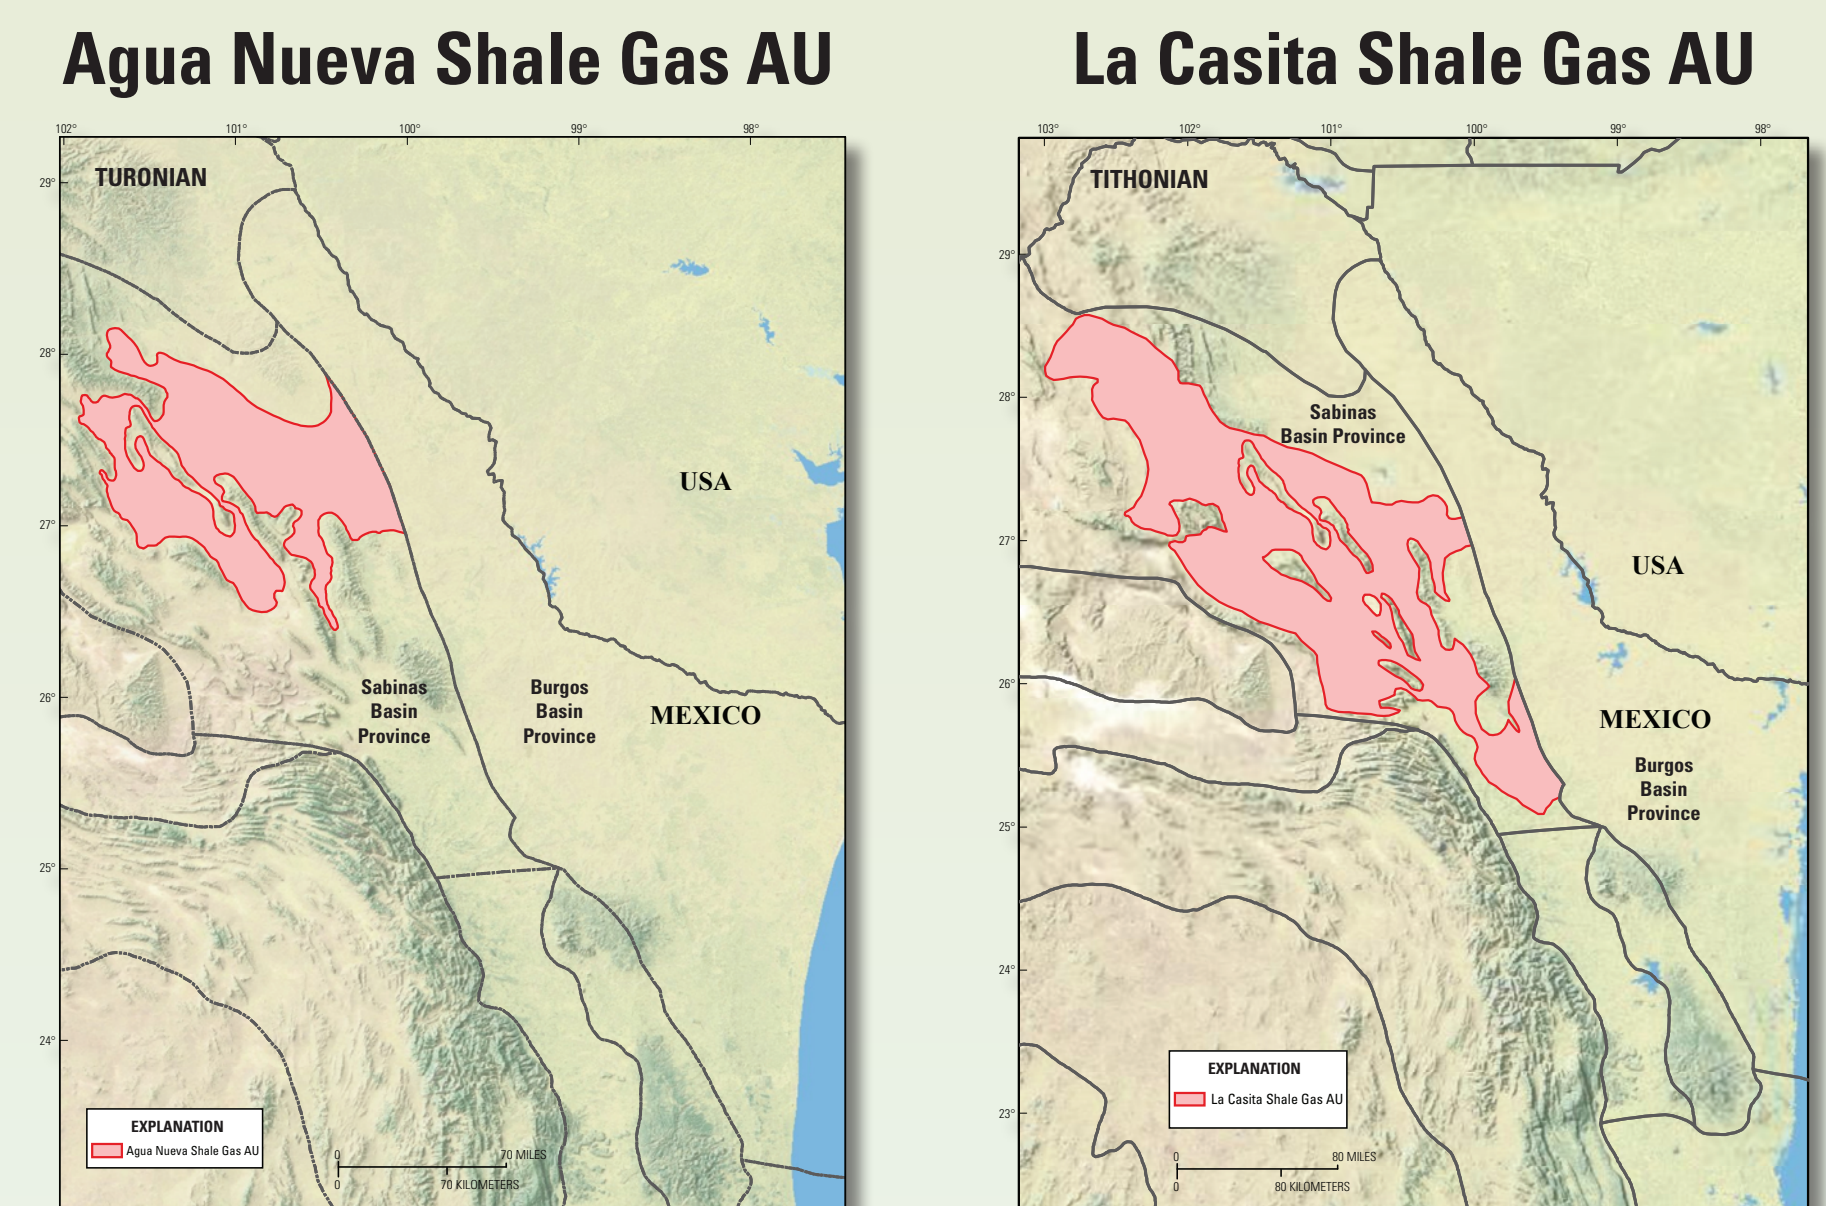 Agua Nueva Shale Gas AU
102°
101°
100°
99°
98°
29°
28°
27°
26°
25°
24°
TURONIAN
USA
Sabinas
Basin
Province
Burgos
Basin
Province
MEXICO
EXPLANATION
Agua Nueva Shale Gas AU
0
70 MILES
0
70 KILOMETERS
La Casita Shale Gas AU
103°
102°
101°
100°
99°
98°
29°
28°
27°
26°
25°
24°
23°
TITHONIAN
Sabinas
Basin Province
USA
MEXICO
Burgos
Basin
Province
EXPLANATION
La Casita Shale Gas AU
0
80 MILES
0
80 KILOMETERS